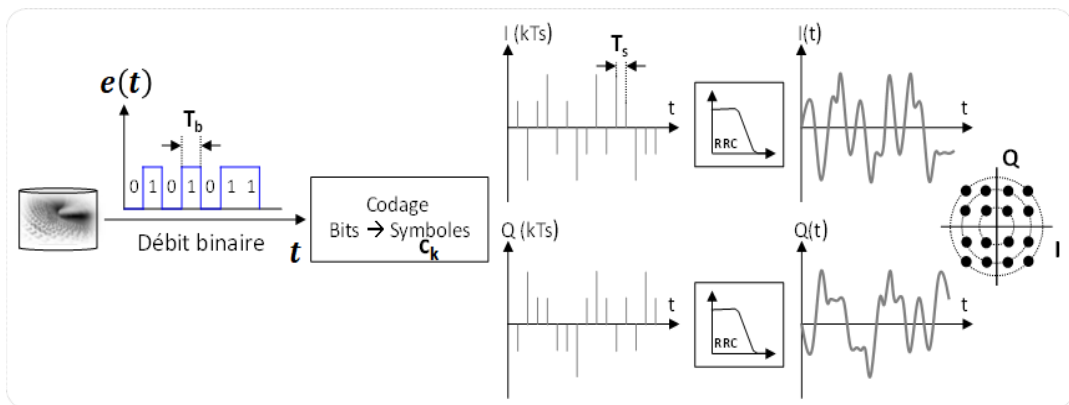 e(t)
T_b
0 1 0 1 0 1 1
Débit binaire
t
Codage
Bits → Symboles
C_k
I (kTs)
T_s
t
RRC
I(t)
t
Q (kTs)
t
RRC
Q(t)
t
Q
I